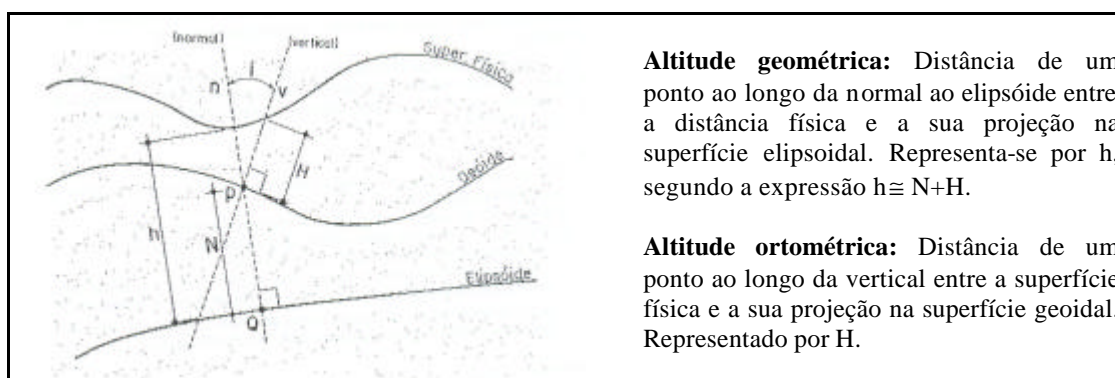 (normal)
(vertical)
i
n
v
Super Física
Geóide
Elipsóide
p
H
h
N
Q
Altitude geométrica: Distância de um
ponto ao longo da normal ao elipsóide entre
a distância física e a sua projeção na
superfície elipsoidal. Representa-se por h,
segundo a expressão h≅ N+H.
Altitude ortométrica: Distância de um
ponto ao longo da vertical entre a superfície
física e a sua projeção na superfície geoidal.
Representado por H.